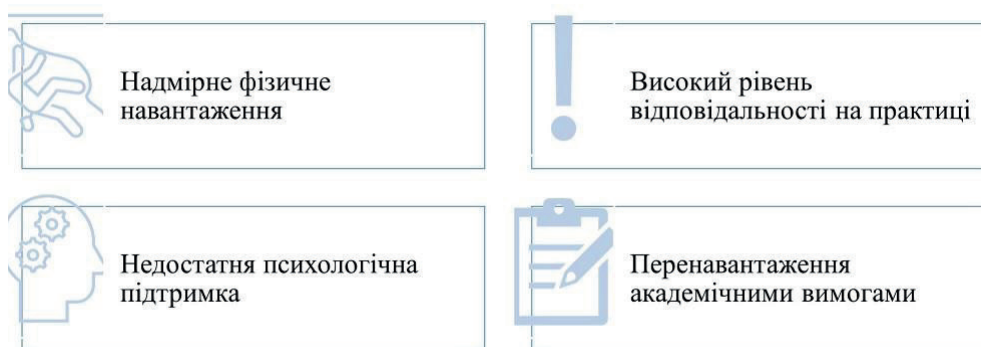 Надмірне фізичне
навантаження
Високий рівень
відповідальності на практиці
Недостатня психологічна
підтримка
Перенавантаження
академічними вимогами